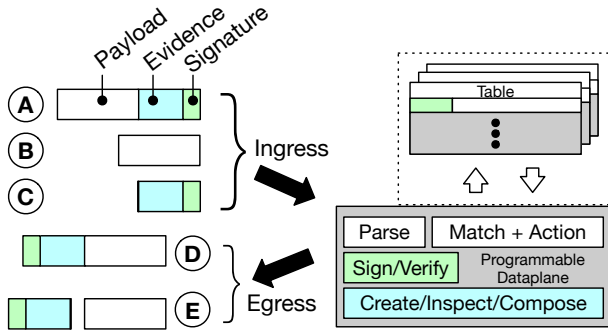 Payload
Evidence
Signature
A
B
C
Ingress
D
E
Egress
Table
Parse
Match + Action
Sign/Verify
Programmable
Dataplane
Create/Inspect/Compose